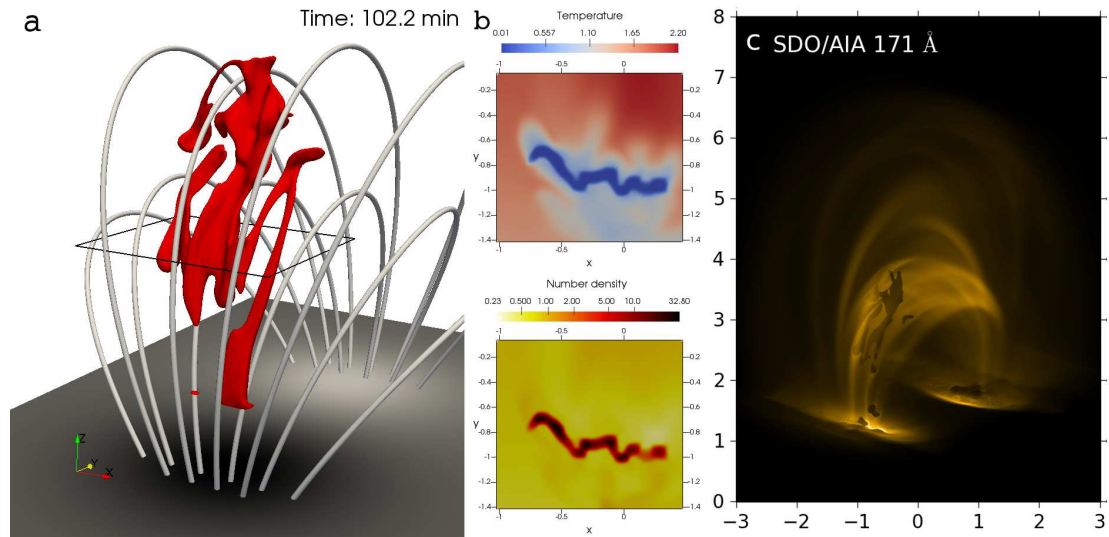 a
Time: 102.2 min
Z
Y
X
b
Temperature
0.01 0.557 1.10 1.65 2.20
-1 -0.5 0
-0.2 -0.2
-0.4 -0.4
-0.6 -0.6
y
-0.8 -0.8
-1 -1
-1.2 -1.2
-1.4 -1.4
-1 -0.5 0
x
Number density
0.23 0.500 1.00 2.00 5.00 10.0 32.80
-1 -0.5 0
-0.2 -0.2
-0.4 -0.4
-0.6 -0.6
y
-0.8 -0.8
-1 -1
-1.2 -1.2
-1.4 -1.4
-1 -0.5 0
x
c SDO/AIA 171 Å
8
7
6
5
4
3
2
1
0
−3 −2 −1 0 1 2 3